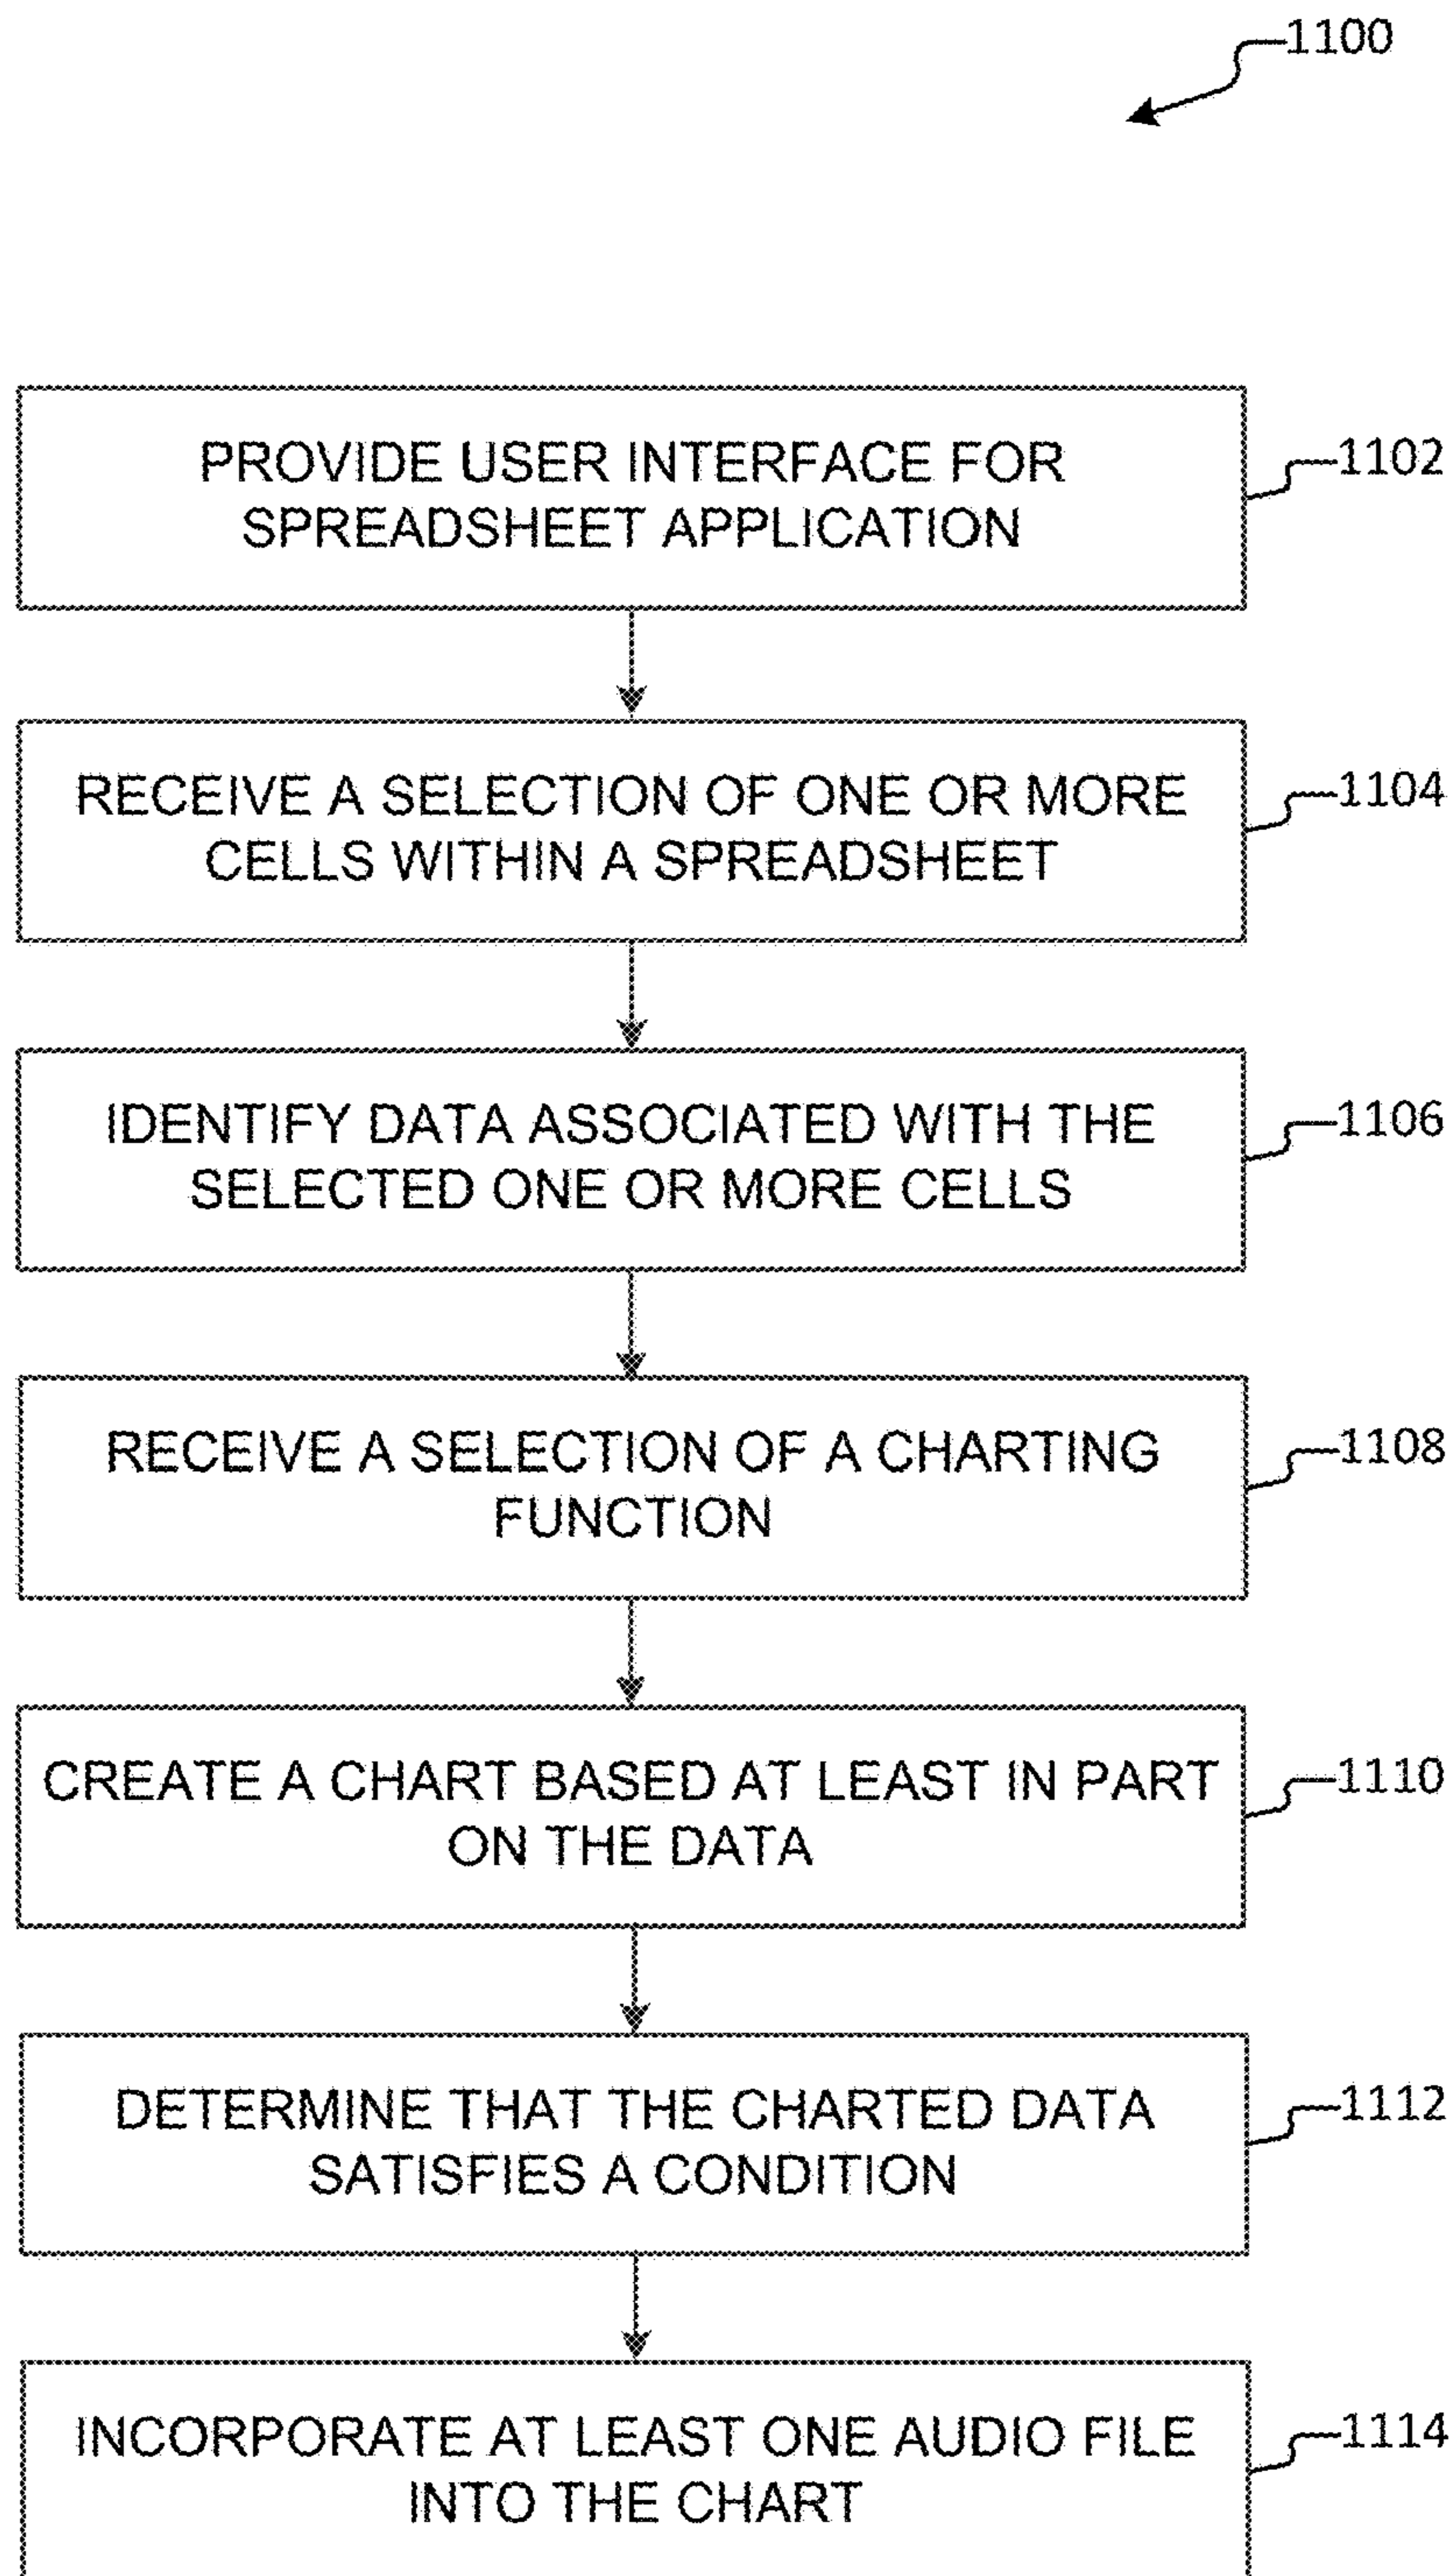 1100
PROVIDE USER INTERFACE FOR
SPREADSHEET APPLICATION
1102
RECEIVE A SELECTION OF ONE OR MORE
CELLS WITHIN A SPREADSHEET
1104
IDENTIFY DATA ASSOCIATED WITH THE
SELECTED ONE OR MORE CELLS
1106
RECEIVE A SELECTION OF A CHARTING
FUNCTION
1108
CREATE A CHART BASED AT LEAST IN PART
ON THE DATA
1110
DETERMINE THAT THE CHARTED DATA
SATISFIES A CONDITION
1112
INCORPORATE AT LEAST ONE AUDIO FILE
INTO THE CHART
1114